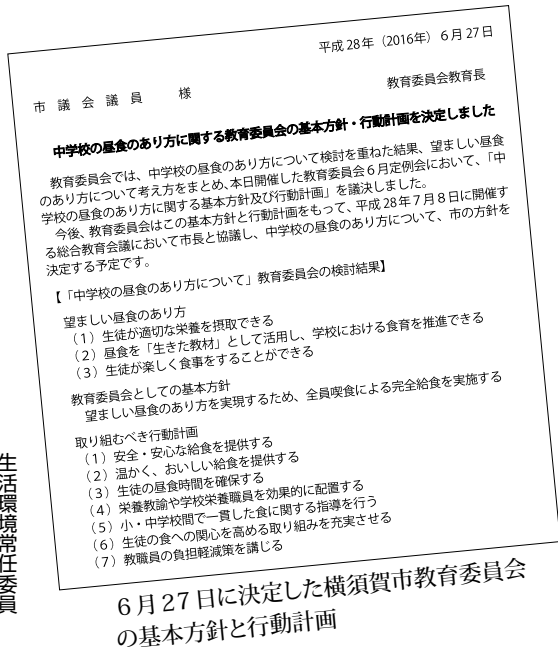 平成 28年（2016年）６月 27 日
市　議　会　議　員　　様
教育委員会教育長
中学校の昼食のあり方に関する教育委員会の基本方針・行動計画を決定しました
　教育委員会では、中学校の昼食のあり方について検討を重ねた結果、望ましい昼食
のあり方について考え方をまとめ、本日開催した教育委員会６月定例会において、「中
学校の昼食のあり方に関する基本方針及び行動計画」を議決しました。
　今後、教育委員会はこの基本方針と行動計画をもって、平成 28年７月８日に開催す
る総合教育会議において市長と協議し、中学校の昼食のあり方について、市の方針を
決定する予定です。
【「中学校の昼食のあり方について」教育委員会の検討結果】
望ましい昼食のあり方
（１）生徒が適切な栄養を摂取できる
（２）昼食を「生きた教材」として活用し、学校における食育を推進できる
（３）生徒が楽しく食事をすることができる
教育委員会としての基本方針
　望ましい昼食のあり方を実現するため、全員喫食による完全給食を実施する
取り組むべき行動計画
（１）安全・安心な給食を提供する
（２）温かく、おいしい給食を提供する
（３）生徒の昼食時間を確保する
（４）栄養教諭や学校栄養職員を効果的に配置する
（５）小・中学校間で一貫した食に関する指導を行う
（６）生徒の食への関心を高める取り組みを充実させる
（７）教職員の負担軽減策を講じる
６月 27 日に決定した横須賀市教育委員会
の基本方針と行動計画
生活環境常任委員